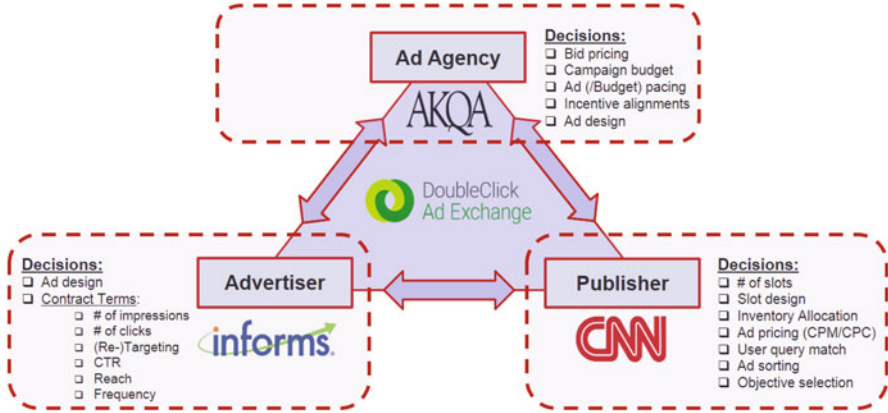 Ad Agency
AKQA
Decisions:
Bid pricing
Campaign budget
Ad (/Budget) pacing
Incentive alignments
Ad design
DoubleClick
Ad Exchange
Decisions:
Ad design
Contract Terms:
# of impressions
# of clicks
(Re-)Targeting
CTR
Reach
Frequency
Advertiser
informs®
Publisher
CNN
Decisions:
# of slots
Slot design
Inventory Allocation
Ad pricing (CPM/CPC)
User query match
Ad sorting
Objective selection